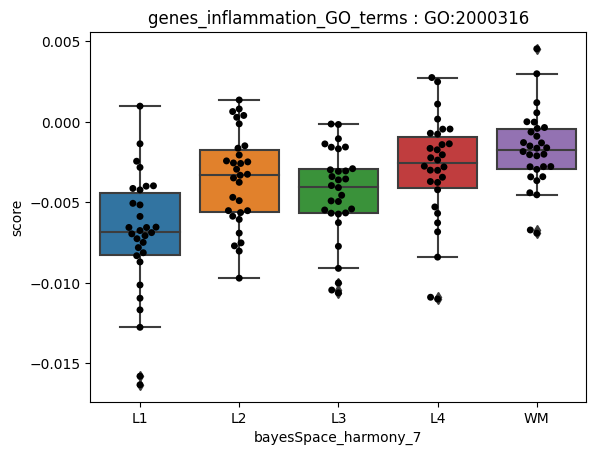 genes_inflammation_GO_terms : GO:2000316
0.005
0.000
−0.005
−0.010
−0.015
score
L1 L2 L3 L4 WM
bayesSpace_harmony_7